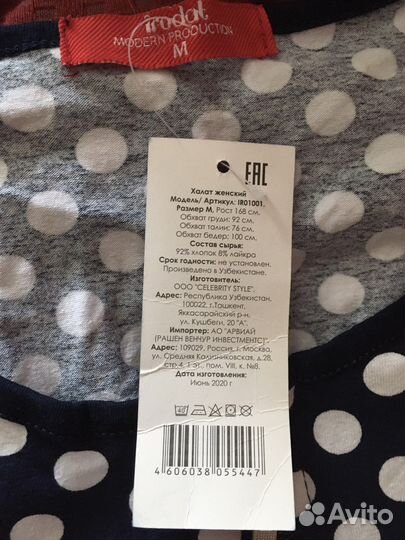 irodat
MODERN PRODUCTION
M
EAC
Халат женский
Модель/ Артикул: IR01001.
Размер M, Рост 168 см.
Обхват груди: 92 см.
Обхват талии: 76 см.
Обхват бедер: 100 см.
Состав сырья:
92% хлопок 8% лайкра
Срок годности: не установлен.
Произведено в Узбекистане.
Изготовитель:
ООО "CELEBRITY STYLE".
Адрес: Республика Узбекистан.
100022, г.Ташкент.
Яккасарайский р-н.
ул. Кушбеги, 20 "А".
Импортер: АО "АРВИАЙ
(РАШЕН ВЕНЧУР ИНВЕСТМЕНТС)".
Адрес: 109029, Россия, г. Москва,
ул. Средняя Калитниковская, д.28,
стр.4, 1 эт. пом. VIII, к. №8.
Дата изготовления:
Июнь 2020 г
40
4 606038 055447
Avito